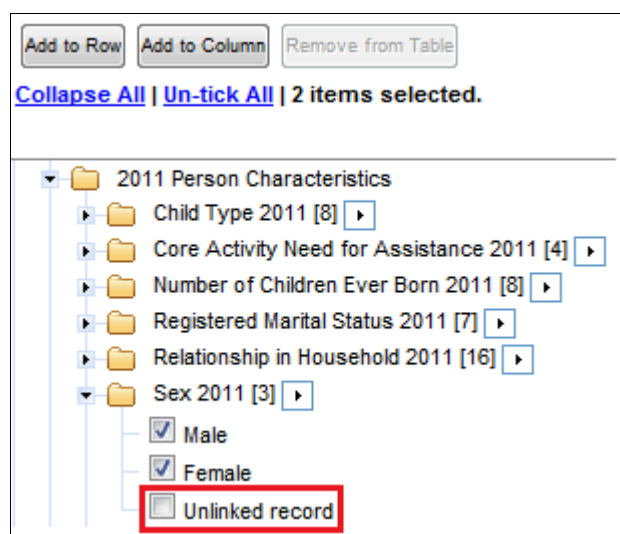 Add to Row Add to Column Remove from Table
Collapse All | Un-tick All | 2 items selected.
2011 Person Characteristics
Child Type 2011 [8]
Core Activity Need for Assistance 2011 [4]
Number of Children Ever Born 2011 [8]
Registered Marital Status 2011 [7]
Relationship in Household 2011 [16]
Sex 2011 [3]
Male
Female
Unlinked record